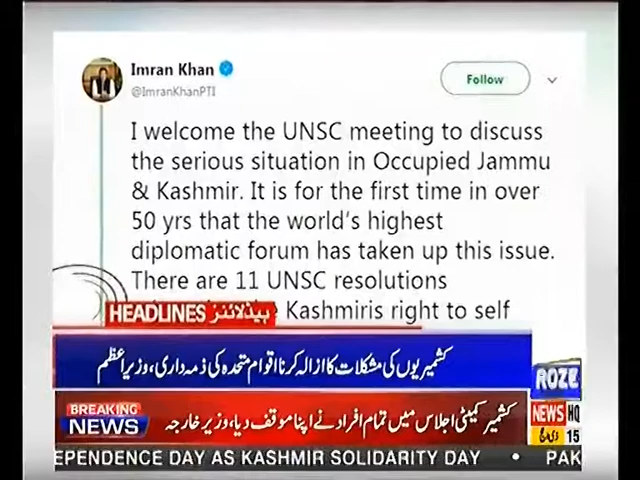 Imran Khan
@ImranKhanPTI
Follow
I welcome the UNSC meeting to discuss
the serious situation in Occupied Jammu
& Kashmir. It is for the first time in over
50 yrs that the world's highest
diplomatic forum has taken up this issue.
There are 11 UNSC resolutions
Kashmiris right to self
HEADLINES ہیڈلائنز
کشمیریوں کی مشکلات کا ازالہ کرنا اقوام متحدہ کی ذمہ داری، وزیراعظم
ROZE
BREAKING
NEWS
کشمیر کمیٹی اجلاس میں تمام افراد نے اپنا موقف دیا، وزیر خارجہ
NEWS HQ
15
EPENDENCE DAY AS KASHMIR SOLIDARITY DAY • PAK